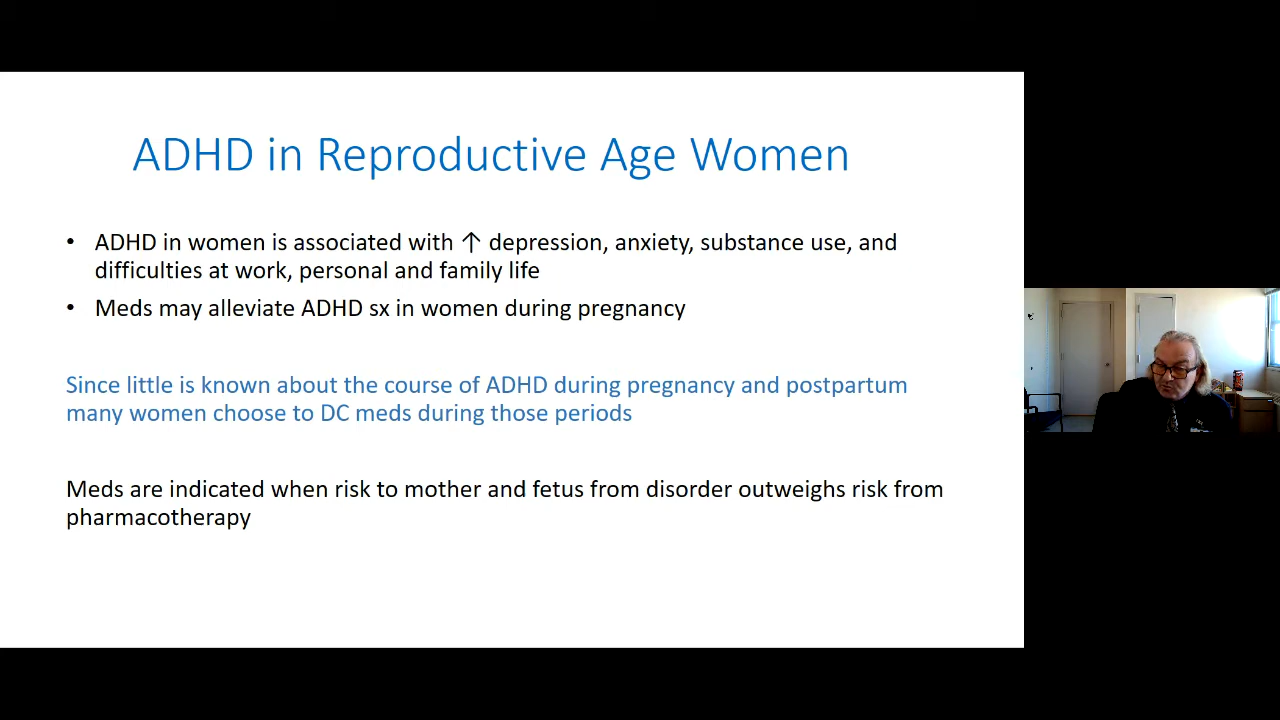 ADHD in Reproductive Age Women
• ADHD in women is associated with ↑ depression, anxiety, substance use, and
difficulties at work, personal and family life
• Meds may alleviate ADHD sx in women during pregnancy
Since little is known about the course of ADHD during pregnancy and postpartum
many women choose to DC meds during those periods
Meds are indicated when risk to mother and fetus from disorder outweighs risk from
pharmacotherapy